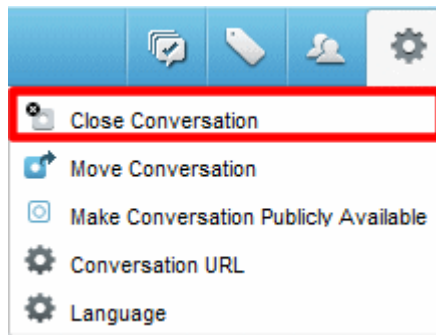 Close Conversation
Move Conversation
Make Conversation Publicly Available
Conversation URL
Language